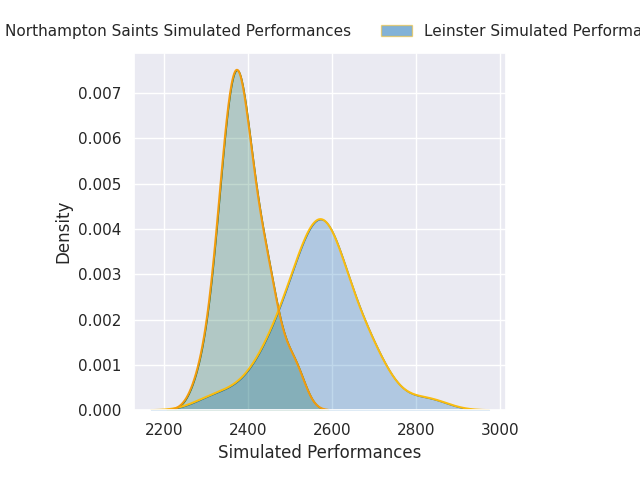 Northampton Saints Simulated Performances
Leinster Simulated Performa
0.007
0.006
0.005
0.004
0.003
0.002
0.001
0.000
Density
2200 2400 2600 2800 3000
Simulated Performances